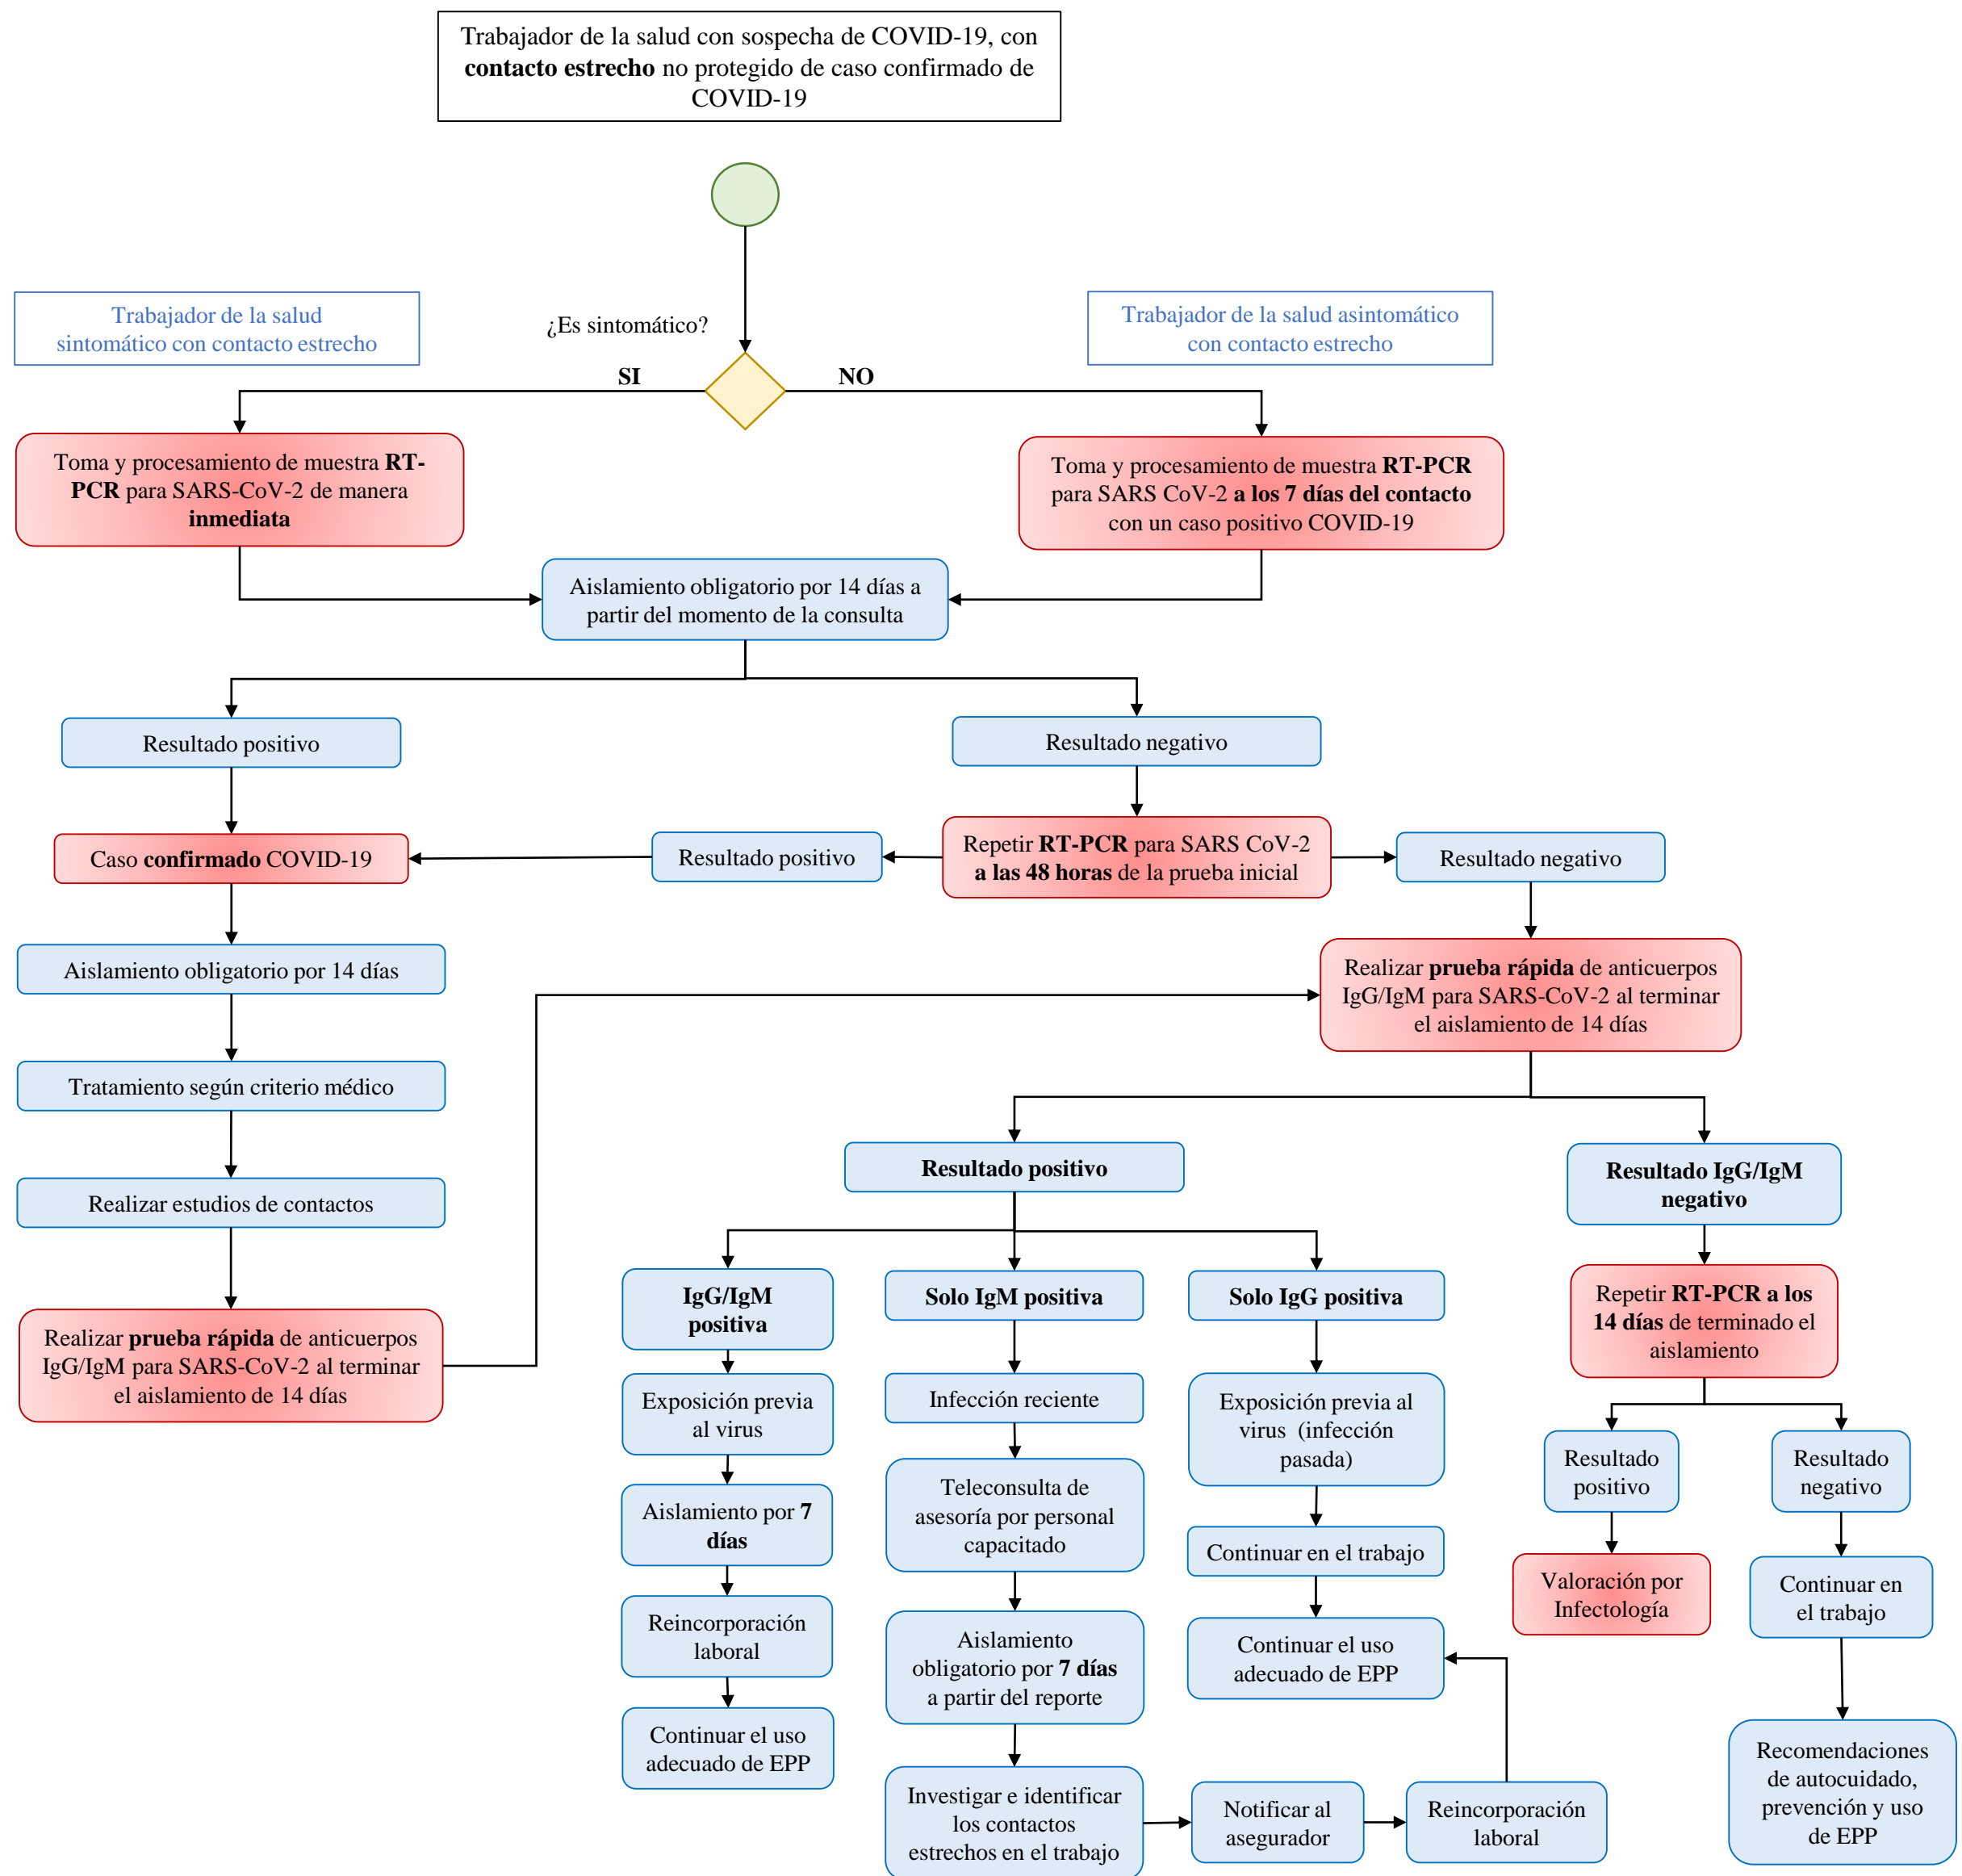 Trabajador de la salud con sospecha de COVID-19, con
contacto estrecho no protegido de caso confirmado de
COVID-19
Trabajador de la salud
sintomático con contacto estrecho
¿Es sintomático?
Trabajador de la salud asintomático
con contacto estrecho
SI
NO
Toma y procesamiento de muestra RT-
PCR para SARS-CoV-2 de manera
inmediata
Toma y procesamiento de muestra RT-PCR
para SARS CoV-2 a los 7 días del contacto
con un caso positivo COVID-19
Aislamiento obligatorio por 14 días a
partir del momento de la consulta
Resultado positivo
Resultado negativo
Caso confirmado COVID-19
Resultado positivo
Repetir RT-PCR para SARS CoV-2
a las 48 horas de la prueba inicial
Resultado negativo
Aislamiento obligatorio por 14 días
Realizar prueba rápida de anticuerpos
IgG/IgM para SARS-CoV-2 al terminar
el aislamiento de 14 días
Tratamiento según criterio médico
Realizar estudios de contactos
Realizar prueba rápida de anticuerpos
IgG/IgM para SARS-CoV-2 al terminar
el aislamiento de 14 días
Resultado positivo
Resultado IgG/IgM
negativo
IgG/IgM
positiva
Solo IgM positiva
Solo IgG positiva
Repetir RT-PCR a los
14 días de terminado el
aislamiento
Exposición previa
al virus
Infección reciente
Exposición previa al
virus (infección
pasada)
Resultado
positivo
Resultado
negativo
Aislamiento por 7
días
Teleconsulta de
asesoría por personal
capacitado
Continuar en el trabajo
Valoración por
Infectología
Continuar en
el trabajo
Reincorporación
laboral
Aislamiento
obligatorio por 7 días
a partir del reporte
Continuar el uso
adecuado de EPP
Continuar el uso
adecuado de EPP
Investigar e identificar
los contactos
estrechos en el trabajo
Notificar al
asegurador
Reincorporación
laboral
Recomendaciones
de autocuidado,
prevención y uso
de EPP